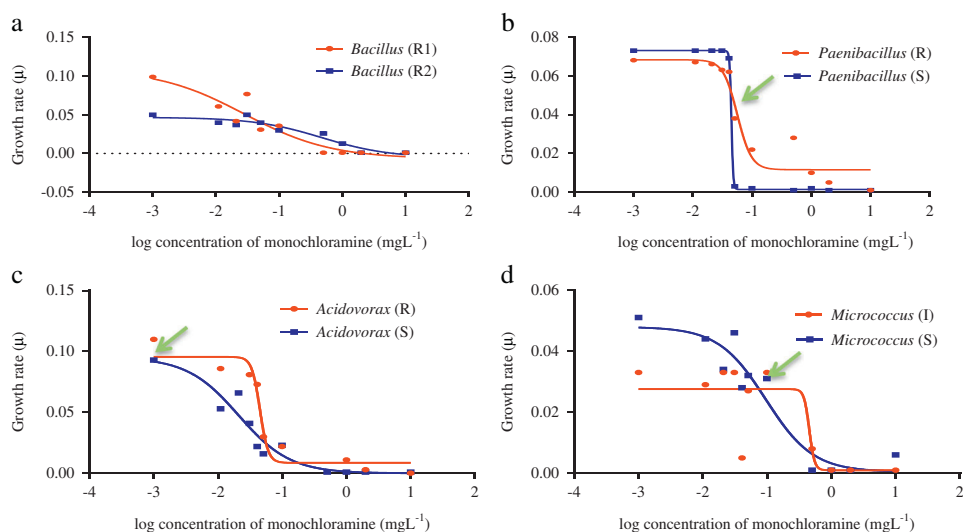 a
0.15
0.10
0.05
0.00
-0.05
Growth rate (μ)
Bacillus (R1)
Bacillus (R2)
-4 -3 -2 -1 0 1 2
log concentration of monochloramine (mgL-1)
b
0.08
0.06
0.04
0.02
0.00
Growth rate (μ)
Paenibacillus (R)
Paenibacillus (S)
-4 -3 -2 -1 0 1 2
log concentration of monochloramine (mgL-1)
c
0.15
0.10
0.05
0.00
Growth rate (μ)
Acidovorax (R)
Acidovorax (S)
-4 -3 -2 -1 0 1 2
log concentration of monochloramine (mgL-1)
d
0.06
0.04
0.02
0.00
Growth rate (μ)
Micrococcus (I)
Micrococcus (S)
-4 -3 -2 -1 0 1 2
log concentration of monochloramine (mgL-1)